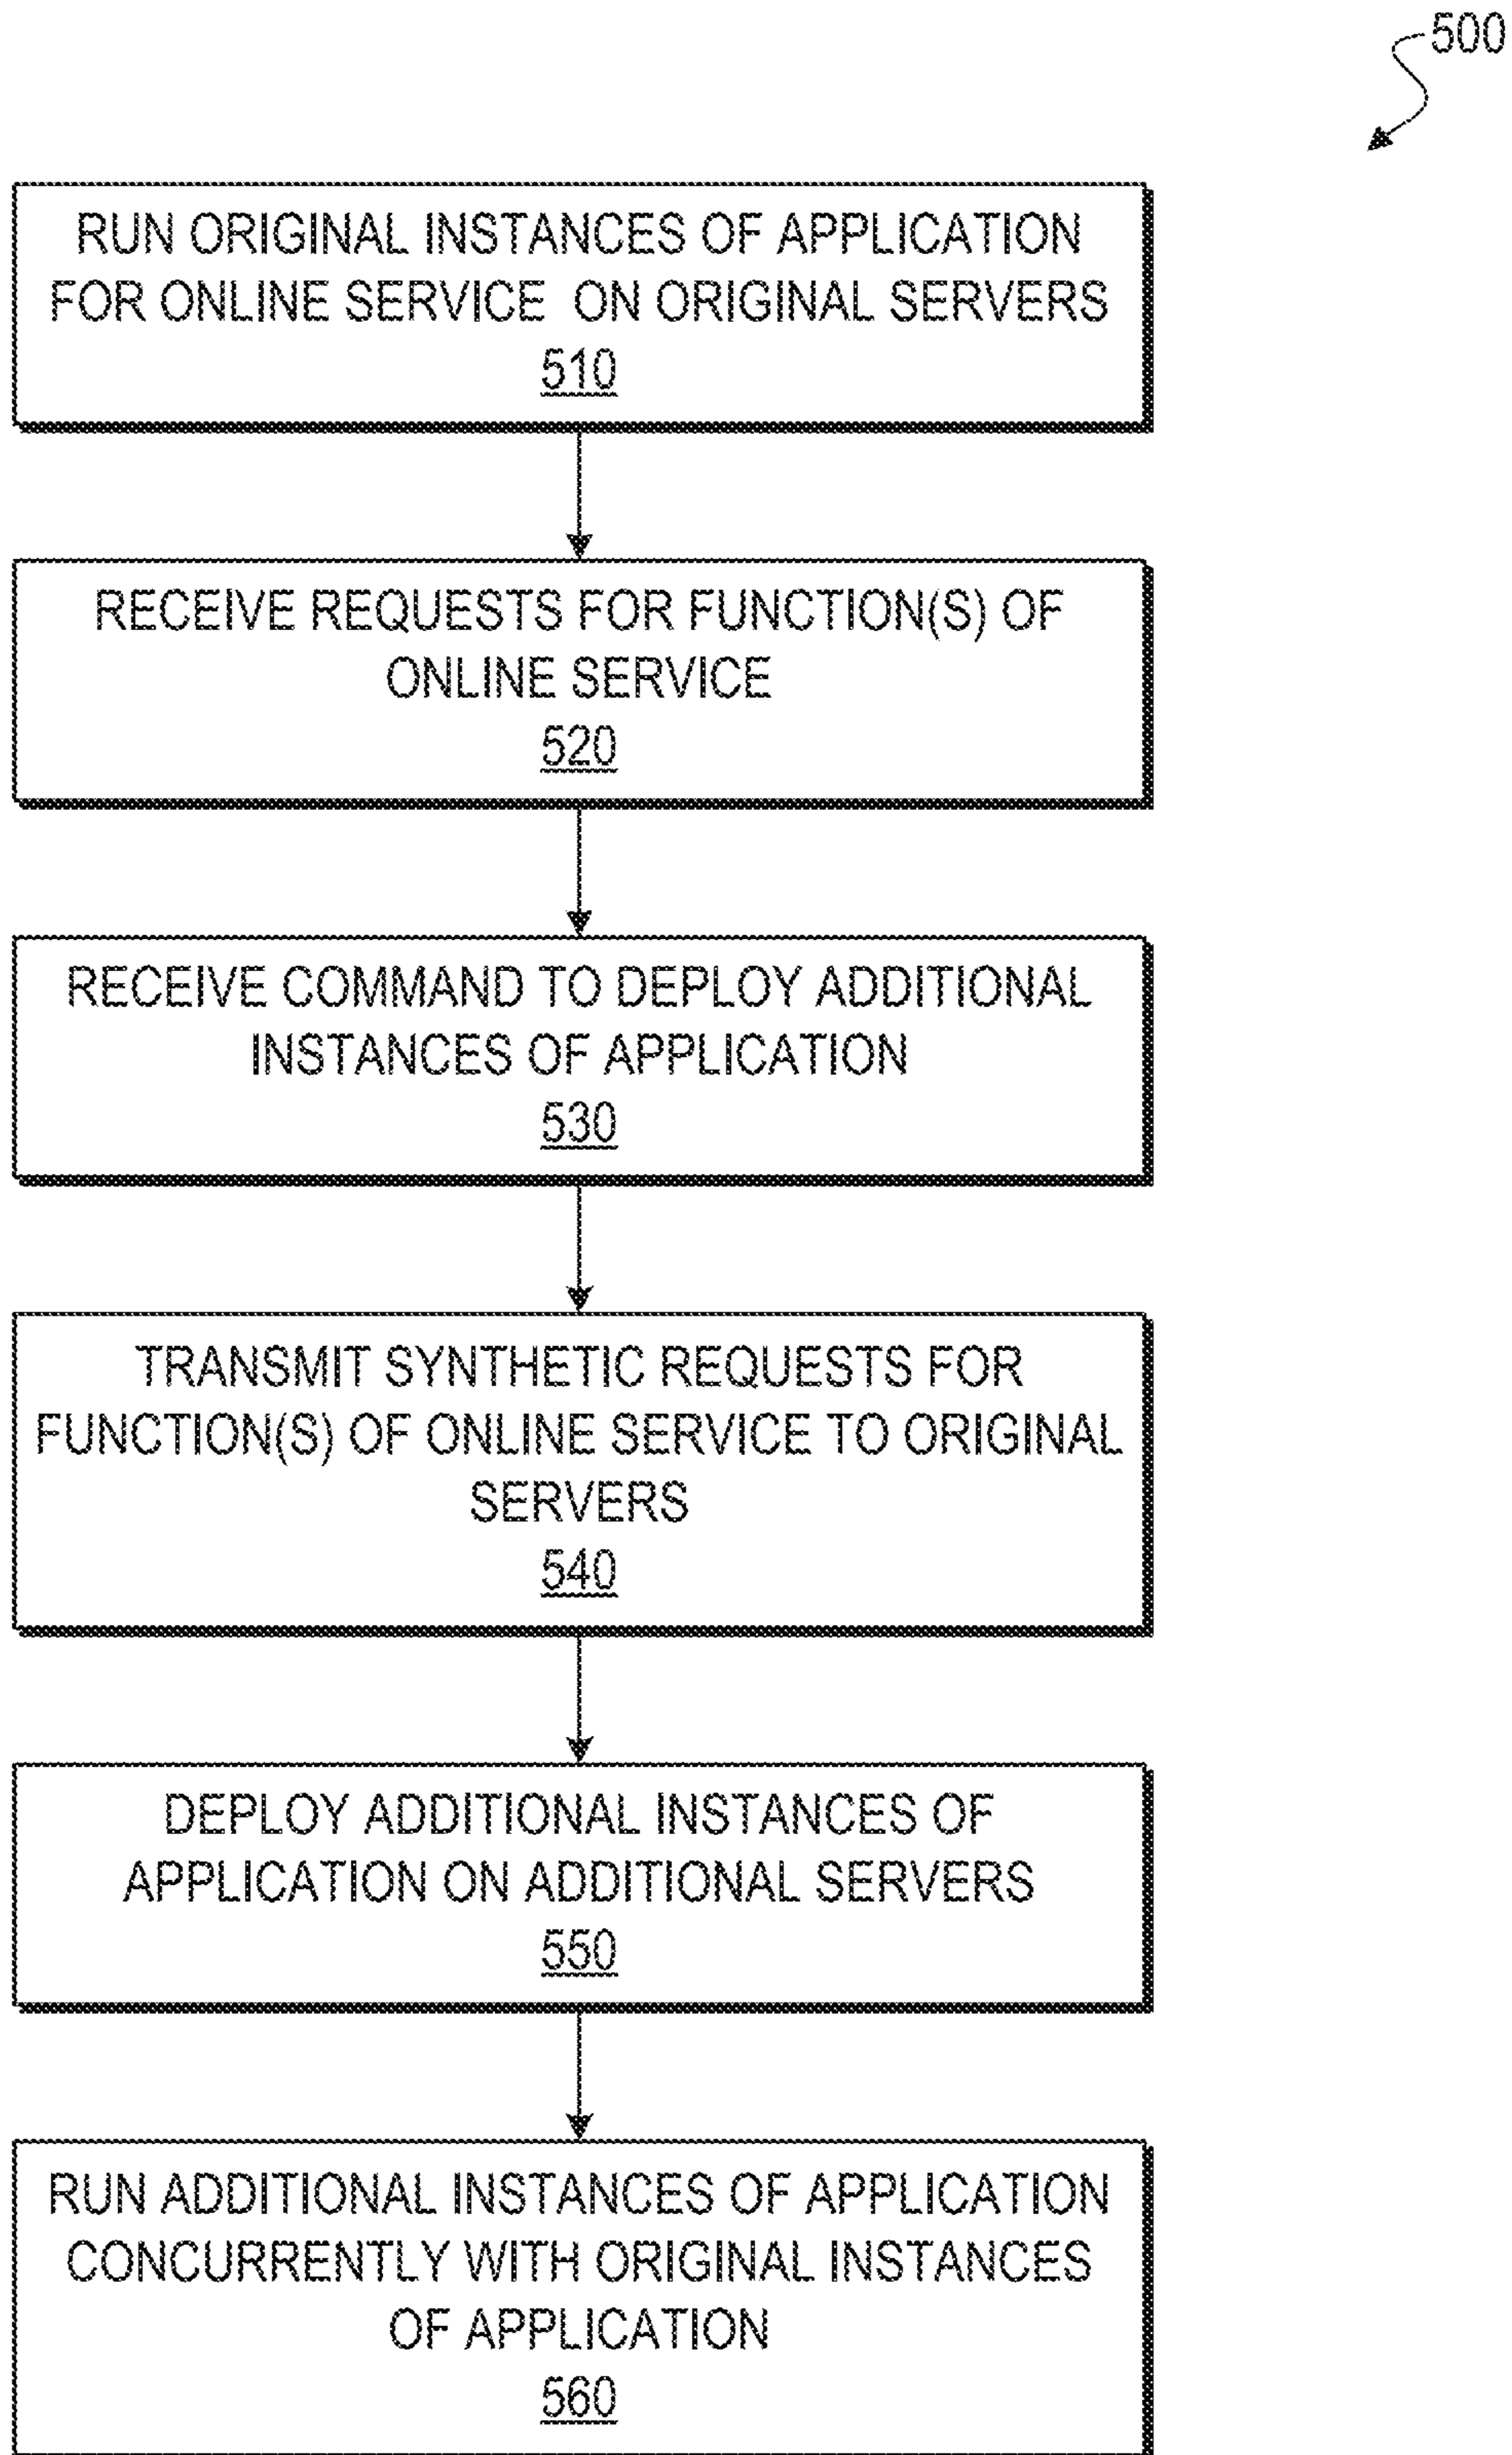 500
RUN ORIGINAL INSTANCES OF APPLICATION
FOR ONLINE SERVICE ON ORIGINAL SERVERS
510
RECEIVE REQUESTS FOR FUNCTION(S) OF
ONLINE SERVICE
520
RECEIVE COMMAND TO DEPLOY ADDITIONAL
INSTANCES OF APPLICATION
530
TRANSMIT SYNTHETIC REQUESTS FOR
FUNCTION(S) OF ONLINE SERVICE TO ORIGINAL
SERVERS
540
DEPLOY ADDITIONAL INSTANCES OF
APPLICATION ON ADDITIONAL SERVERS
550
RUN ADDITIONAL INSTANCES OF APPLICATION
CONCURRENTLY WITH ORIGINAL INSTANCES
OF APPLICATION
560